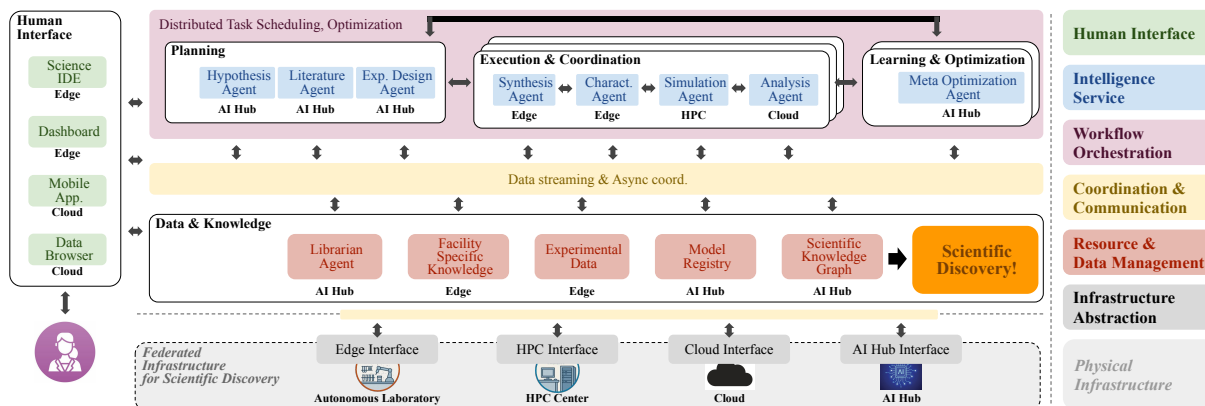 Human
Interface
Science
IDE
Edge
Dashboard
Edge
Mobile
App.
Cloud
Data
Browser
Cloud
Distributed Task Scheduling, Optimization
Planning
Hypothesis
Agent
AI Hub
Literature
Agent
AI Hub
Exp. Design
Agent
AI Hub
Execution & Coordination
Synthesis
Agent
Edge
Charact.
Agent
Edge
Simulation
Agent
HPC
Analysis
Agent
Cloud
Learning & Optimization
Meta Optimization
Agent
AI Hub
Data streaming & Async coord.
Data & Knowledge
Librarian
Agent
AI Hub
Facility
Specific
Knowledge
Edge
Experimental
Data
Edge
Model
Registry
AI Hub
Scientific
Knowledge
Graph
AI Hub
Scientific
Discovery!
Federated
Infrastructure
for Scientific Discovery
Edge Interface
Autonomous Laboratory
HPC Interface
HPC Center
Cloud Interface
Cloud
AI Hub Interface
AI
AI Hub
Human Interface
Intelligence
Service
Workflow
Orchestration
Coordination &
Communication
Resource &
Data Management
Infrastructure
Abstraction
Physical
Infrastructure